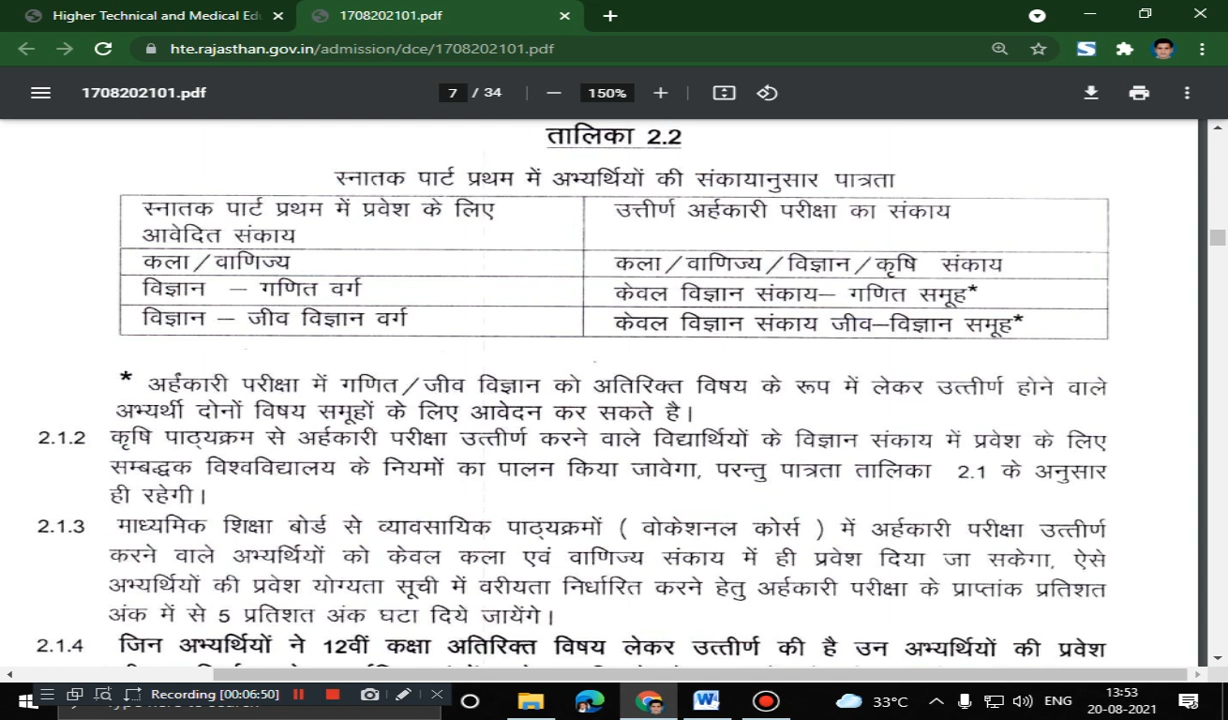 Higher Technical and Medical Edu
1708202101.pdf
hte.rajasthan.gov.in/admission/dce/1708202101.pdf
1708202101.pdf
7 / 34
150%
तालिका 2.2
स्नातक पार्ट प्रथम में अभ्यर्थियों की संकायानुसार पात्रता
स्नातक पार्ट प्रथम में प्रवेश के लिए आवेदित संकाय
उत्तीर्ण अर्हकारी परीक्षा का संकाय
कला/वाणिज्य
कला/वाणिज्य/विज्ञान/कृषि संकाय
विज्ञान – गणित वर्ग
केवल विज्ञान संकाय– गणित समूह*
विज्ञान – जीव विज्ञान वर्ग
केवल विज्ञान संकाय जीव–विज्ञान समूह*
* अर्हंकारी परीक्षा में गणित/जीव विज्ञान को अतिरिक्त विषय के रूप में लेकर उत्तीर्ण होने वाले
अभ्यर्थी दोनों विषय समूहों के लिए आवेदन कर सकते है।
2.1.2 कृषि पाठ्यक्रम से अर्हकारी परीक्षा उत्तीर्ण करने वाले विद्यार्थियों के विज्ञान संकाय में प्रवेश के लिए
सम्बद्धक विश्वविद्यालय के नियमों का पालन किया जावेगा, परन्तु पात्रता तालिका 2.1 के अनुसार
ही रहेगी।
2.1.3 माध्यमिक शिक्षा बोर्ड से व्यावसायिक पाठ्यक्रमों ( वोकेशनल कोर्स ) में अर्हकारी परीक्षा उत्तीर्ण
करने वाले अभ्यर्थियों को केवल कला एवं वाणिज्य संकाय में ही प्रवेश दिया जा सकेगा, ऐसे
अभ्यर्थियों की प्रवेश योग्यता सूची में वरीयता निर्धारित करने हेतु अर्हकारी परीक्षा के प्राप्तांक प्रतिशत
अंक में से 5 प्रतिशत अंक घटा दिये जायेंगे।
2.1.4 जिन अभ्यर्थियों ने 12वीं कक्षा अतिरिक्त विषय लेकर उत्तीर्ण की है उन अभ्यर्थियों की प्रवेश
Recording [00:06:50]
33°C
ENG
13:53
20-08-2021